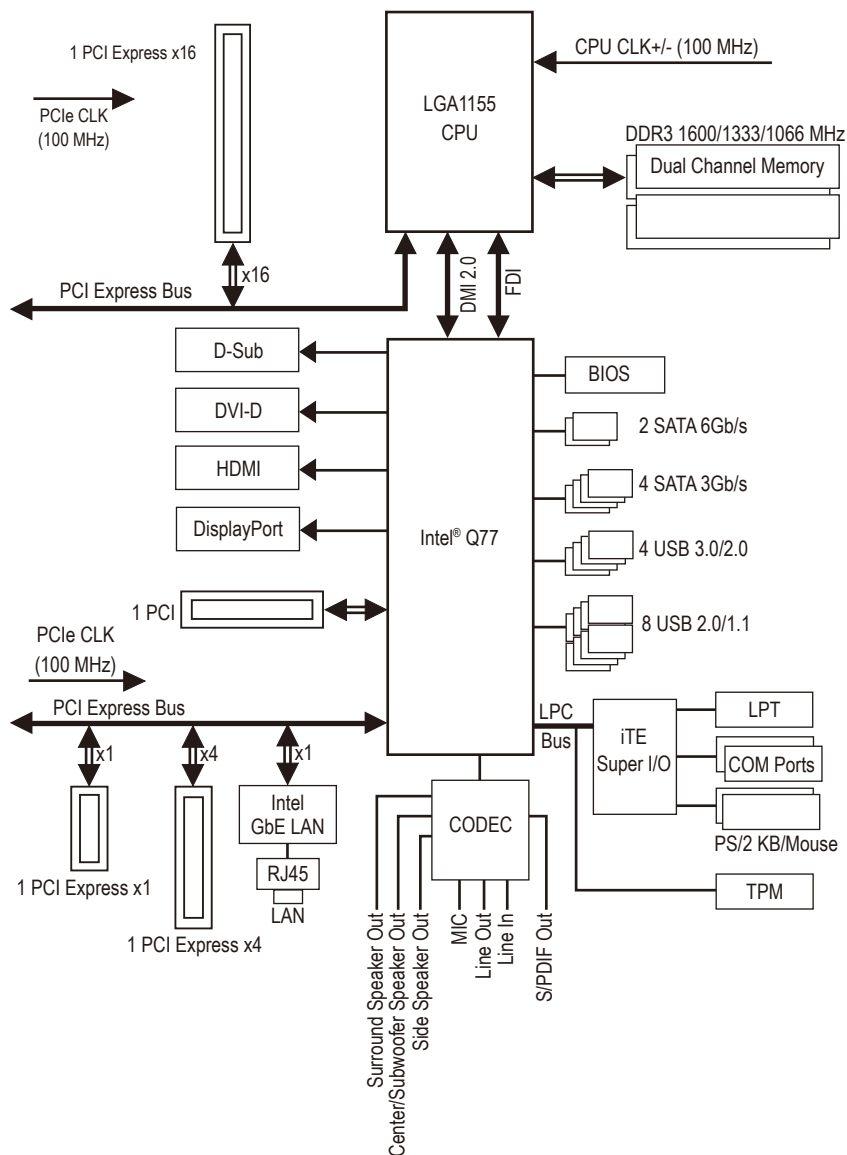 1 PCI Express x16
CPU CLK+/- (100 MHz)
LGA1155
CPU
PCIe CLK
(100 MHz)
DDR3 1600/1333/1066 MHz
Dual Channel Memory
x16
DMI 2.0
FDI
PCI Express Bus
D-Sub
BIOS
DVI-D
2 SATA 6Gb/s
HDMI
4 SATA 3Gb/s
DisplayPort
Intel® Q77
4 USB 3.0/2.0
1 PCI
8 USB 2.0/1.1
PCIe CLK
(100 MHz)
PCI Express Bus
LPC
Bus
iTE
Super I/O
LPT
x1
x4
x1
COM Ports
Intel
GbE LAN
CODEC
PS/2 KB/Mouse
RJ45
LAN
TPM
1 PCI Express x1
1 PCI Express x4
Surround Speaker Out
Center/Subwoofer Speaker Out
Side Speaker Out
MIC
Line Out
Line In
S/PDIF Out